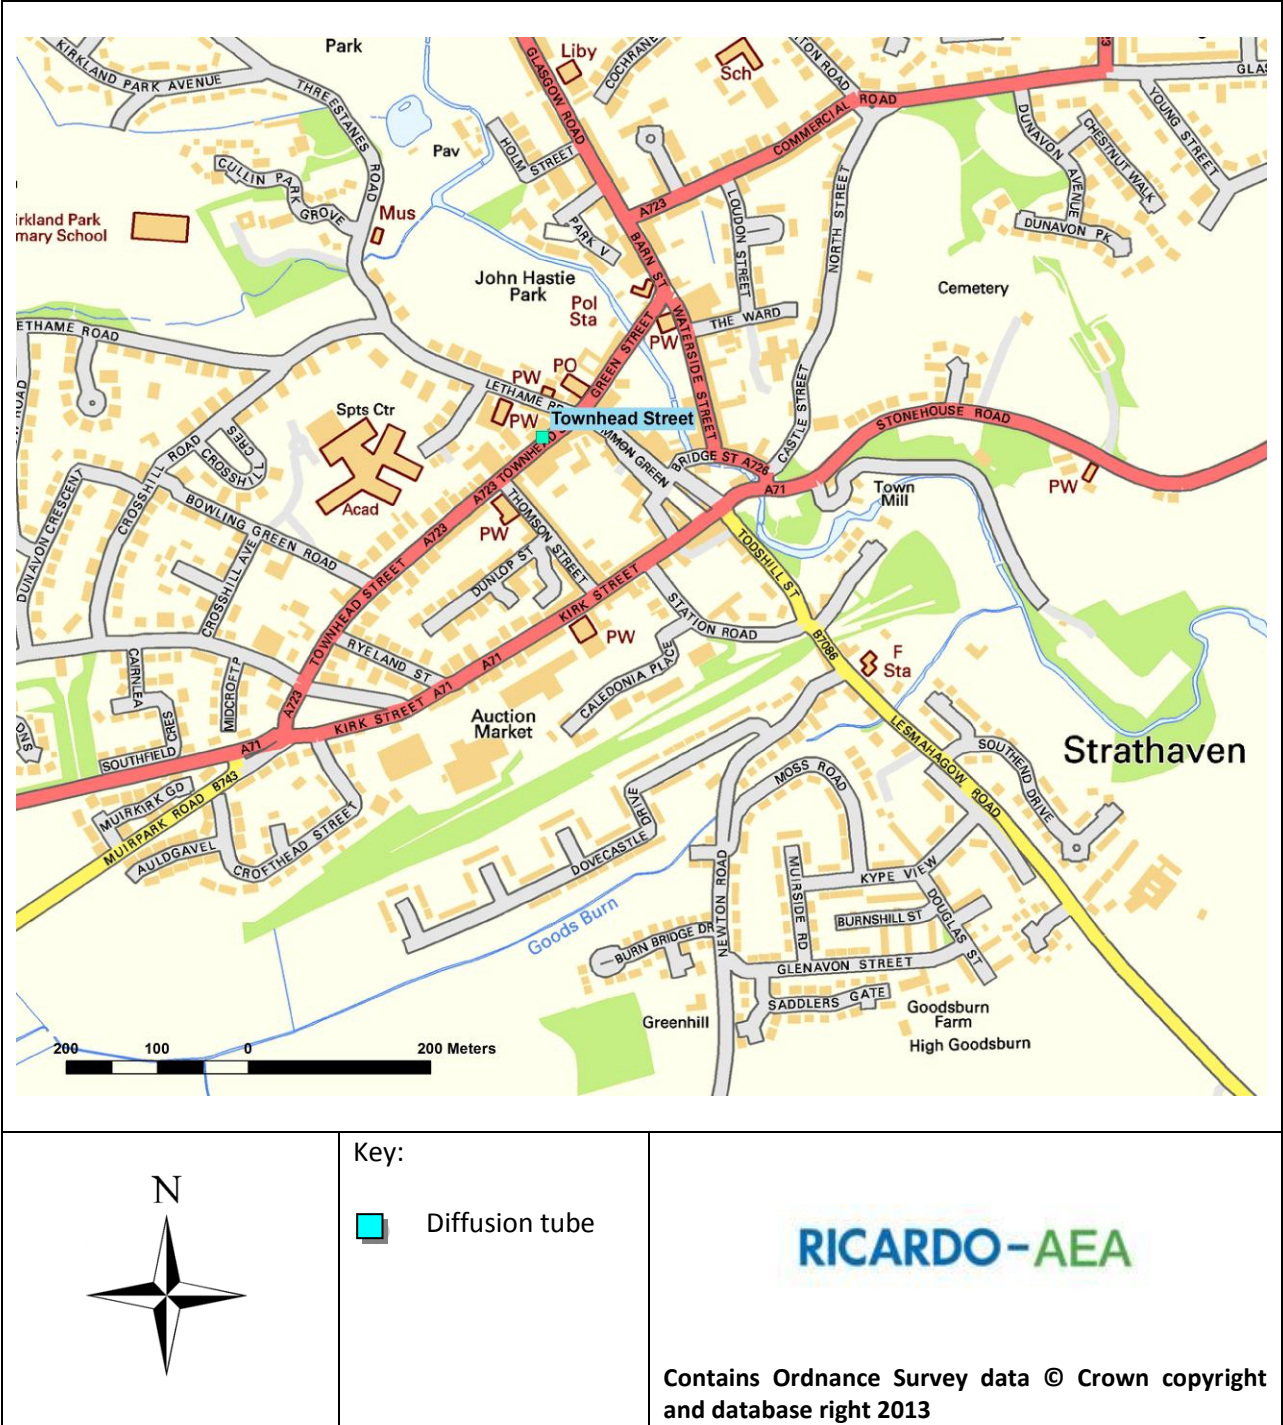 Park
Liby
COCHRANE
Sch
TON ROAD
GLAS
KIRKLAND PARK AVENUE
THREESTANES ROAD
GLASGOW ROAD
COMMERCIAL ROAD
DUNAVON AVENUE
CHESTNUT WALK
YOUNG STREET
HOLM STREET
Pav
CULLIN PARK GROVE
Mus
irkland Park
mary School
A723
LOUDON STREET
NORTH STREET
DUNAVON PK
PARK V
BARN ST
John Hastie
Park
Pol
Sta
Cemetery
THE WARD
WATERSIDE STREET
PW
GREEN STREET
ETHAME ROAD
PW
PO
LETHAME RD
CASTLE STREET
STONEHOUSE ROAD
Spts Ctr
PW
Townhead Street
CROSSHILL CRES
CROSSHILL ROAD
MMON GREEN
BRIDGE ST
A726
A71
Town
Mill
PW
Acad
A723
TOWNHEAD S
A723
PW
THOMSON STREET
DUNAVON CRESCENT
BOWLING GREEN ROAD
CROSSHILL AVE
DUNLOP ST
TODSHILL ST
KIRK STREET
TOWNHEAD STREET
PW
STATION ROAD
B7086
F
Sta
RYELAND ST
A71
A71
CALEDONIA PLACE
CAIRNLEA
CRES
MIDCROFT P
A723
KIRK STREET
Auction
Market
LESMAHAGOW ROAD
SOUTHEND DRIVE
Strathaven
SOUTHFIELD
A71
MUIRKIRK GD
MUIRPARK ROAD
B743
AULDGAVEL
CROFTHEAD STREET
DOVECASTLE DRIVE
MOSS ROAD
KYPE VIEW
MUIRSIDE RD
BURNSHILL ST
DOUGLAS ST
NEWTON ROAD
Goods Burn
BURN BRIDGE DR
GLENAVON STREET
SADDLERS GATE
Greenhill
Goodsburn
Farm
High Goodsburn
200 100 0 200 Meters
N
Key:
Diffusion tube
RICARDO-AEA
Contains Ordnance Survey data © Crown copyright
and database right 2013